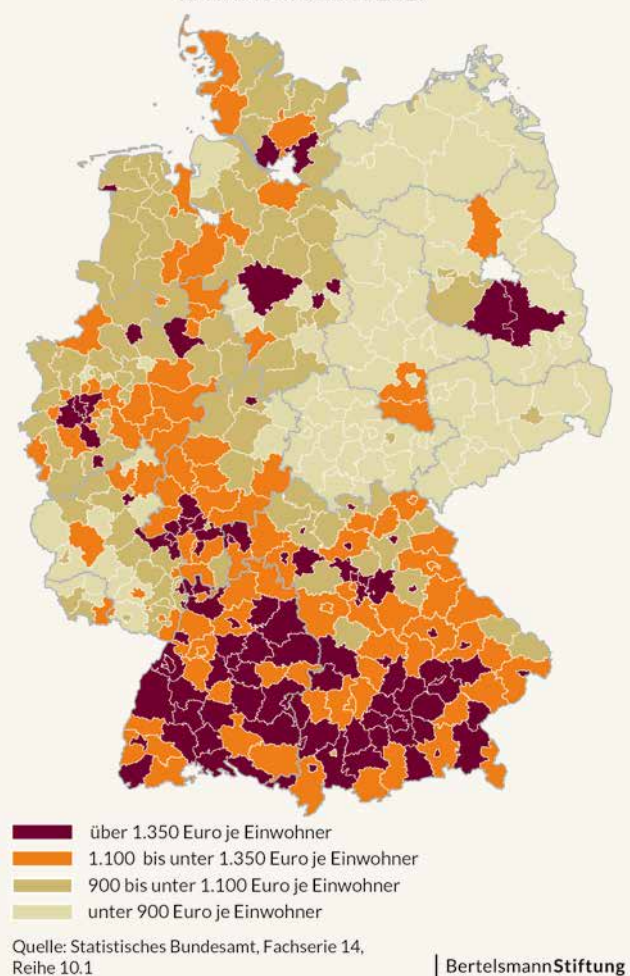 über 1.350 Euro je Einwohner
1.100 bis unter 1.350 Euro je Einwohner
900 bis unter 1.100 Euro je Einwohner
unter 900 Euro je Einwohner
Quelle: Statistisches Bundesamt, Fachserie 14,
Reihe 10.1
BertelsmannStiftung